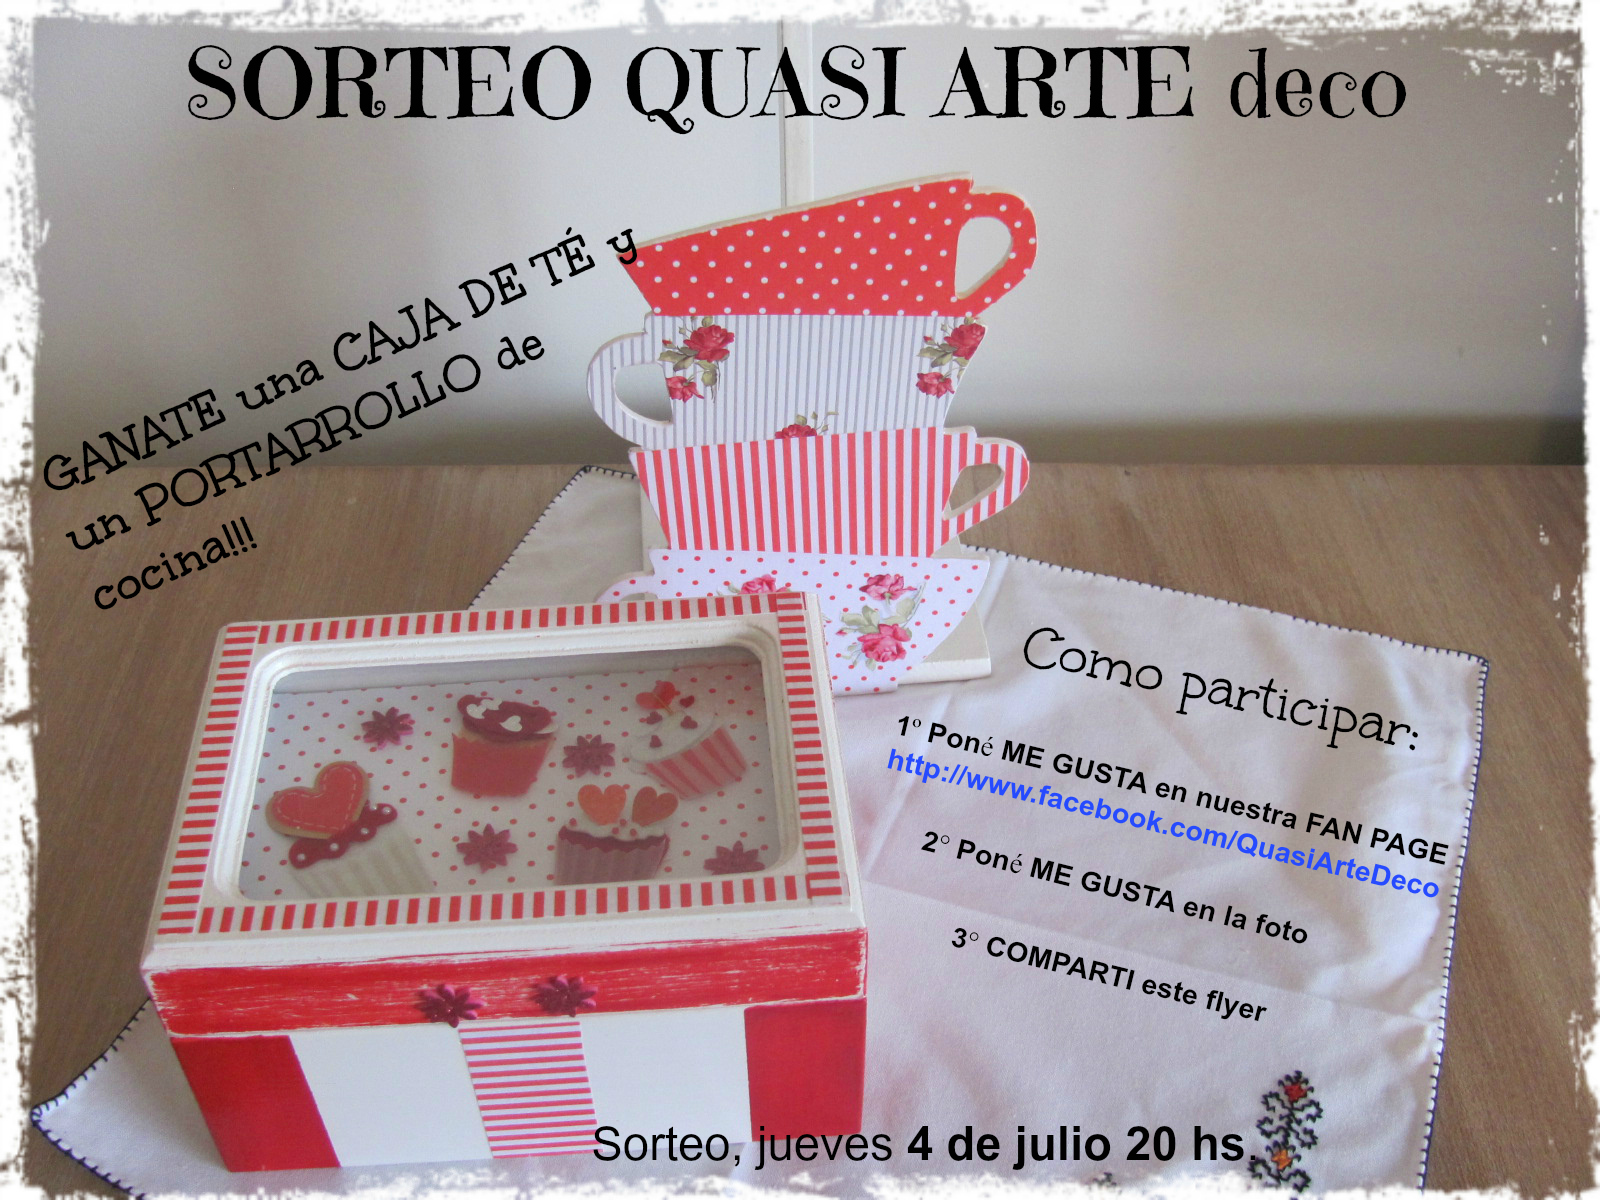 SORTEO QUASI ARTE deco
GANATE una CAJA DE TÉ y
un PORTARROLLO de
cocina!!!
Como participar:
1º Poné ME GUSTA en nuestra FAN PAGE
http://www.facebook.com/QuasiArteDeco
2° Poné ME GUSTA en la foto
3° COMPARTI este flyer
Sorteo, jueves 4 de julio 20 hs.